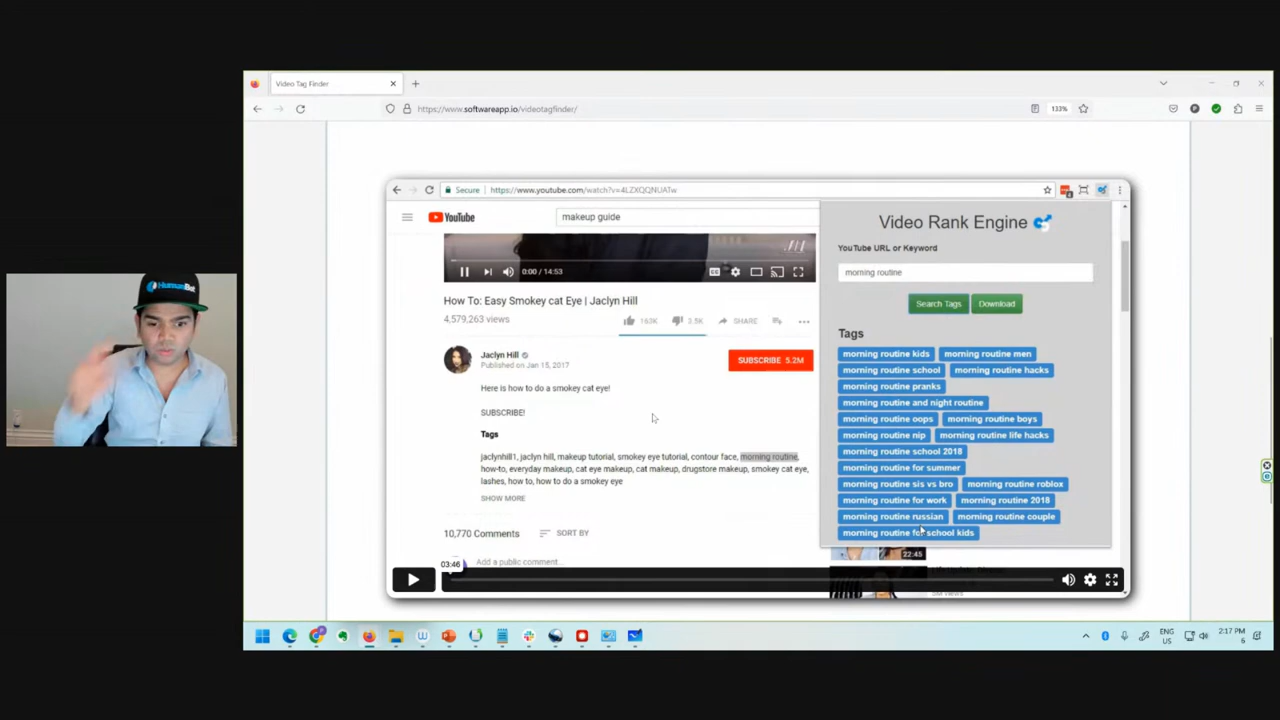 Video Tag Finder
https://www.softwareapp.io/videotagfinder/
133%
P
Secure https://www.youtube.com/watch?v=4LZXQQNUATw
YouTube
makeup guide
0:00 / 14:53
How To: Easy Smokey cat Eye | Jaclyn Hill
4,579,263 views
163K 3.5K SHARE
Jaclyn Hill
Published on Jan 15, 2017
SUBSCRIBE 5.2M
Here is how to do a smokey cat eye!
SUBSCRIBE!
Tags
jaclynhill1, jaclyn hill, makeup tutorial, smokey eye tutorial, contour face, morning routine,
how-to, everyday makeup, cat eye makeup, cat makeup, drugstore makeup, smokey cat eye,
lashes, how to, how to do a smokey eye
SHOW MORE
10,770 Comments SORT BY
Add a public comment...
03:46
Video Rank Engine
YouTube URL or Keyword
morning routine
Search Tags Download
Tags
morning routine kids morning routine men
morning routine school morning routine hacks
morning routine pranks
morning routine and night routine
morning routine oops morning routine boys
morning routine nip morning routine life hacks
morning routine school 2018
morning routine for summer
morning routine sis vs bro morning routine roblox
morning routine for work morning routine 2018
morning routine russian morning routine couple
morning routine for school kids
22:45
HumanBot
ENG
US
2:17 PM
6